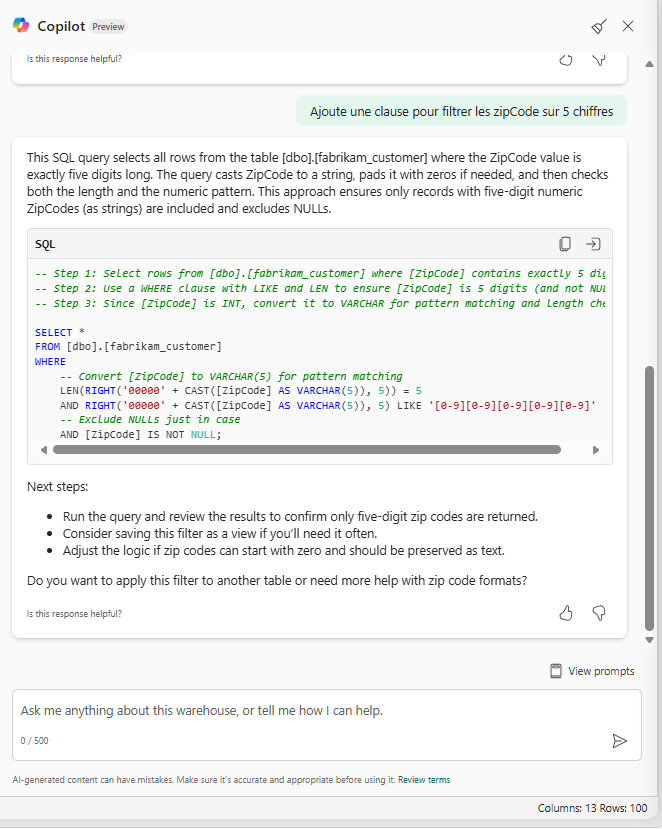 Copilot Preview
Is this response helpful?
Ajoute une clause pour filtrer les zipCode sur 5 chiffres
This SQL query selects all rows from the table [dbo].[fabrikam_customer] where the ZipCode value is
exactly five digits long. The query casts ZipCode to a string, pads it with zeros if needed, and then checks
both the length and the numeric pattern. This approach ensures only records with five-digit numeric
ZipCodes (as strings) are included and excludes NULLs.
SQL
-- Step 1: Select rows from [dbo].[fabrikam_customer] where [ZipCode] contains exactly 5 dig
-- Step 2: Use a WHERE clause with LIKE and LEN to ensure [ZipCode] is 5 digits (and not NUL
-- Step 3: Since [ZipCode] is INT, convert it to VARCHAR for pattern matching and Length che
SELECT *
FROM [dbo].[fabrikam_customer]
WHERE
-- Convert [ZipCode] to VARCHAR(5) for pattern matching
LEN(RIGHT('00000' + CAST([ZipCode] AS VARCHAR(5)), 5)) = 5
AND RIGHT('00000' + CAST([ZipCode] AS VARCHAR(5)), 5) LIKE '[0-9][0-9][0-9][0-9][0-9]'
-- Exclude NULLs just in case
AND [ZipCode] IS NOT NULL;
Next steps:
• Run the query and review the results to confirm only five-digit zip codes are returned.
• Consider saving this filter as a view if you'll need it often.
• Adjust the logic if zip codes can start with zero and should be preserved as text.
Do you want to apply this filter to another table or need more help with zip code formats?
Is this response helpful?
View prompts
Ask me anything about this warehouse, or tell me how I can help.
0 / 500
AI-generated content can have mistakes. Make sure it's accurate and appropriate before using it. Review terms
Columns: 13 Rows: 100